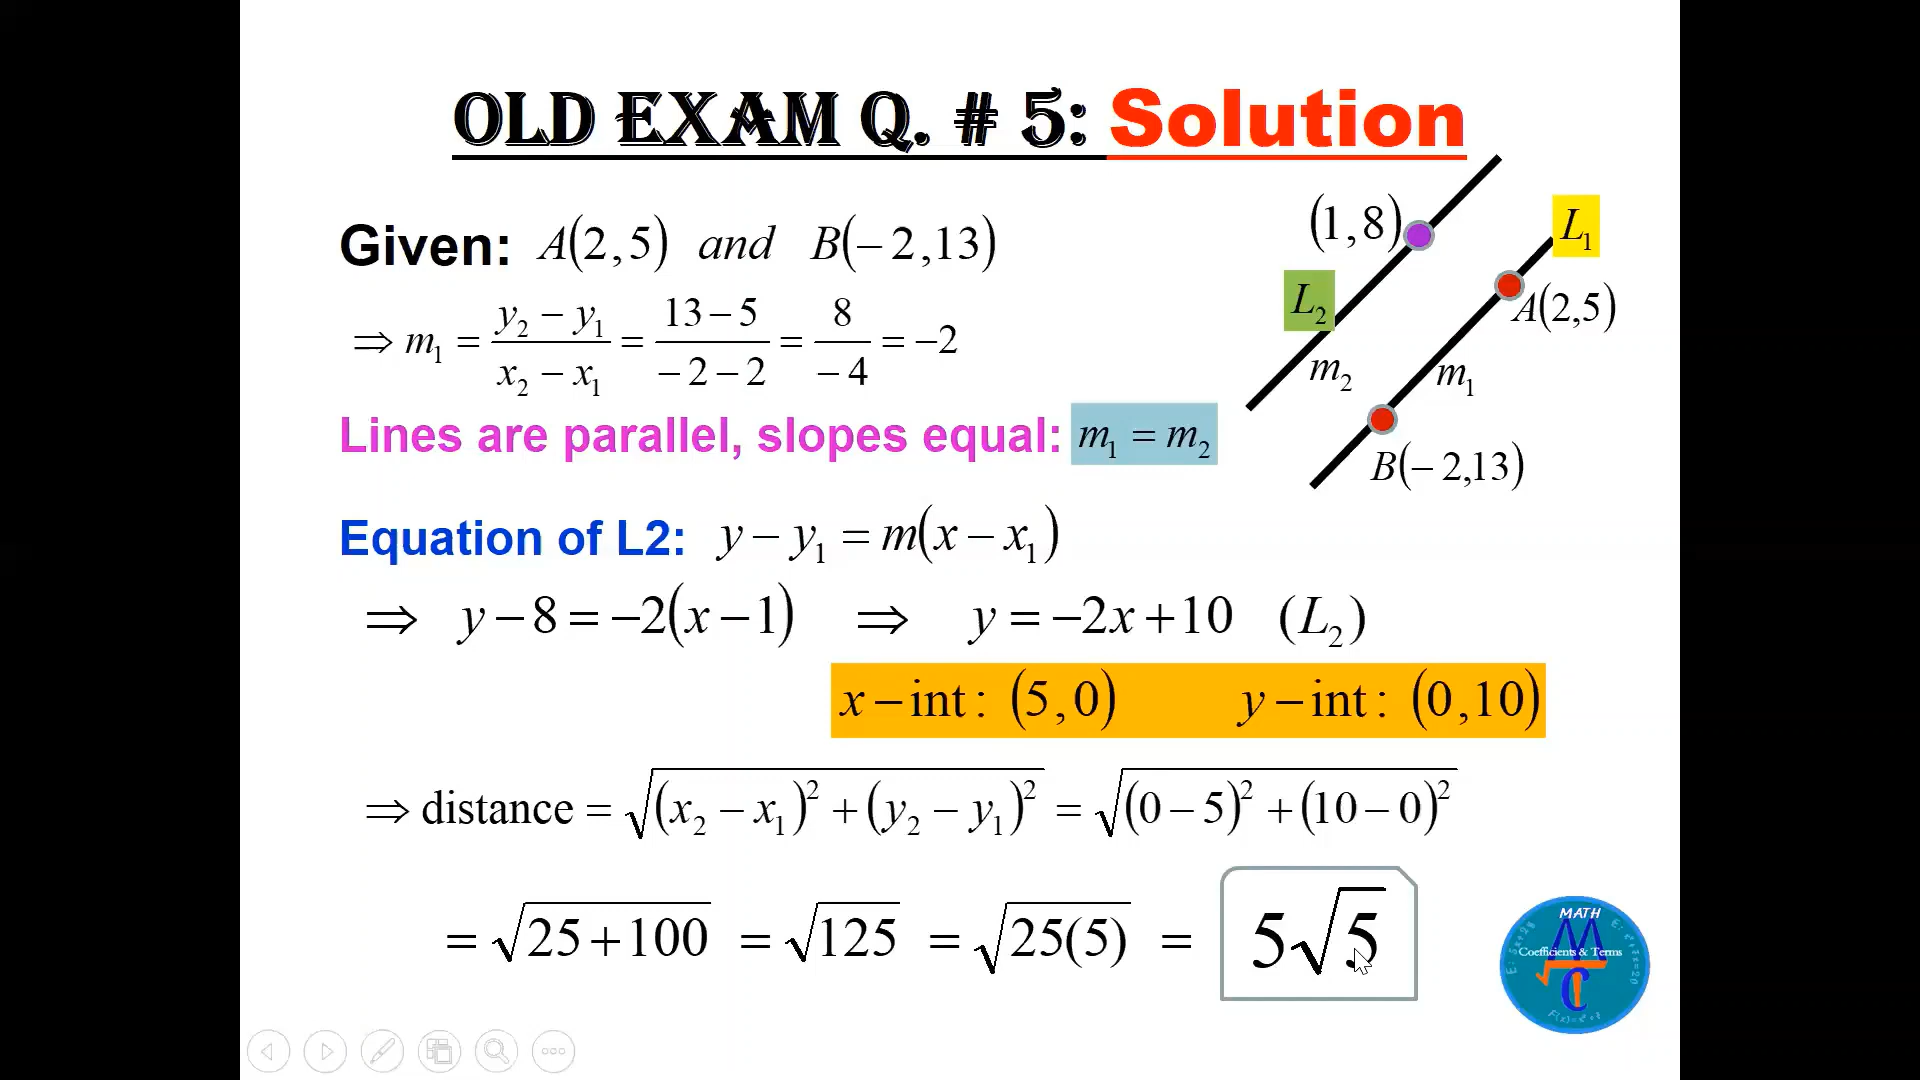 OLD EXAM Q. # 5: Solution
Given: A(2,5) and B(−2,13)
⇒ m₁ = (y₂ − y₁)/(x₂ − x₁) = (13−5)/(−2−2) = 8/(−4) = −2
Lines are parallel, slopes equal: m₁ = m₂
(1,8)
L₁
L₂
A(2,5)
m₂
m₁
B(−2,13)
Equation of L2: y − y₁ = m(x − x₁)
⇒ y − 8 = −2(x − 1) ⇒ y = −2x + 10 (L₂)
x − int : (5,0) y − int : (0,10)
⇒ distance = √((x₂ − x₁)² + (y₂ − y₁)²) = √((0 − 5)² + (10 − 0)²)
= √(25 + 100) = √125 = √(25(5)) = 5√5
MATH
Coefficients & Terms